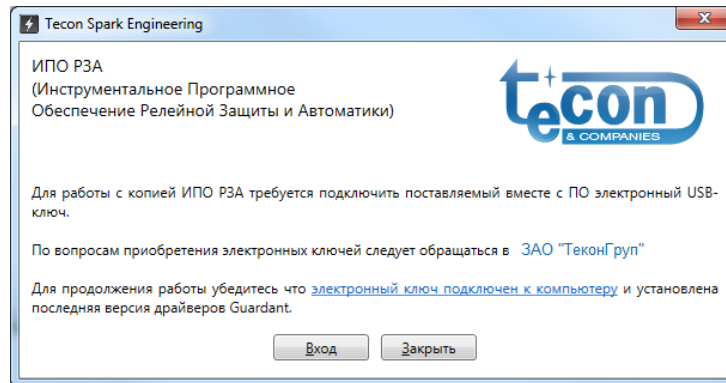 Tecon Spark Engineering
ИПО РЗА
(Инструментальное Программное
Обеспечение Релейной Защиты и Автоматики)
tecon
& COMPANIES
Для работы с копией ИПО РЗА требуется подключить поставляемый вместе с ПО электронный USB-
ключ.
По вопросам приобретения электронных ключей следует обращаться в ЗАО "ТеконГруп"
Для продолжения работы убедитесь что электронный ключ подключен к компьютеру и установлена
последняя версия драйверов Guardant.
Вход Закрыть